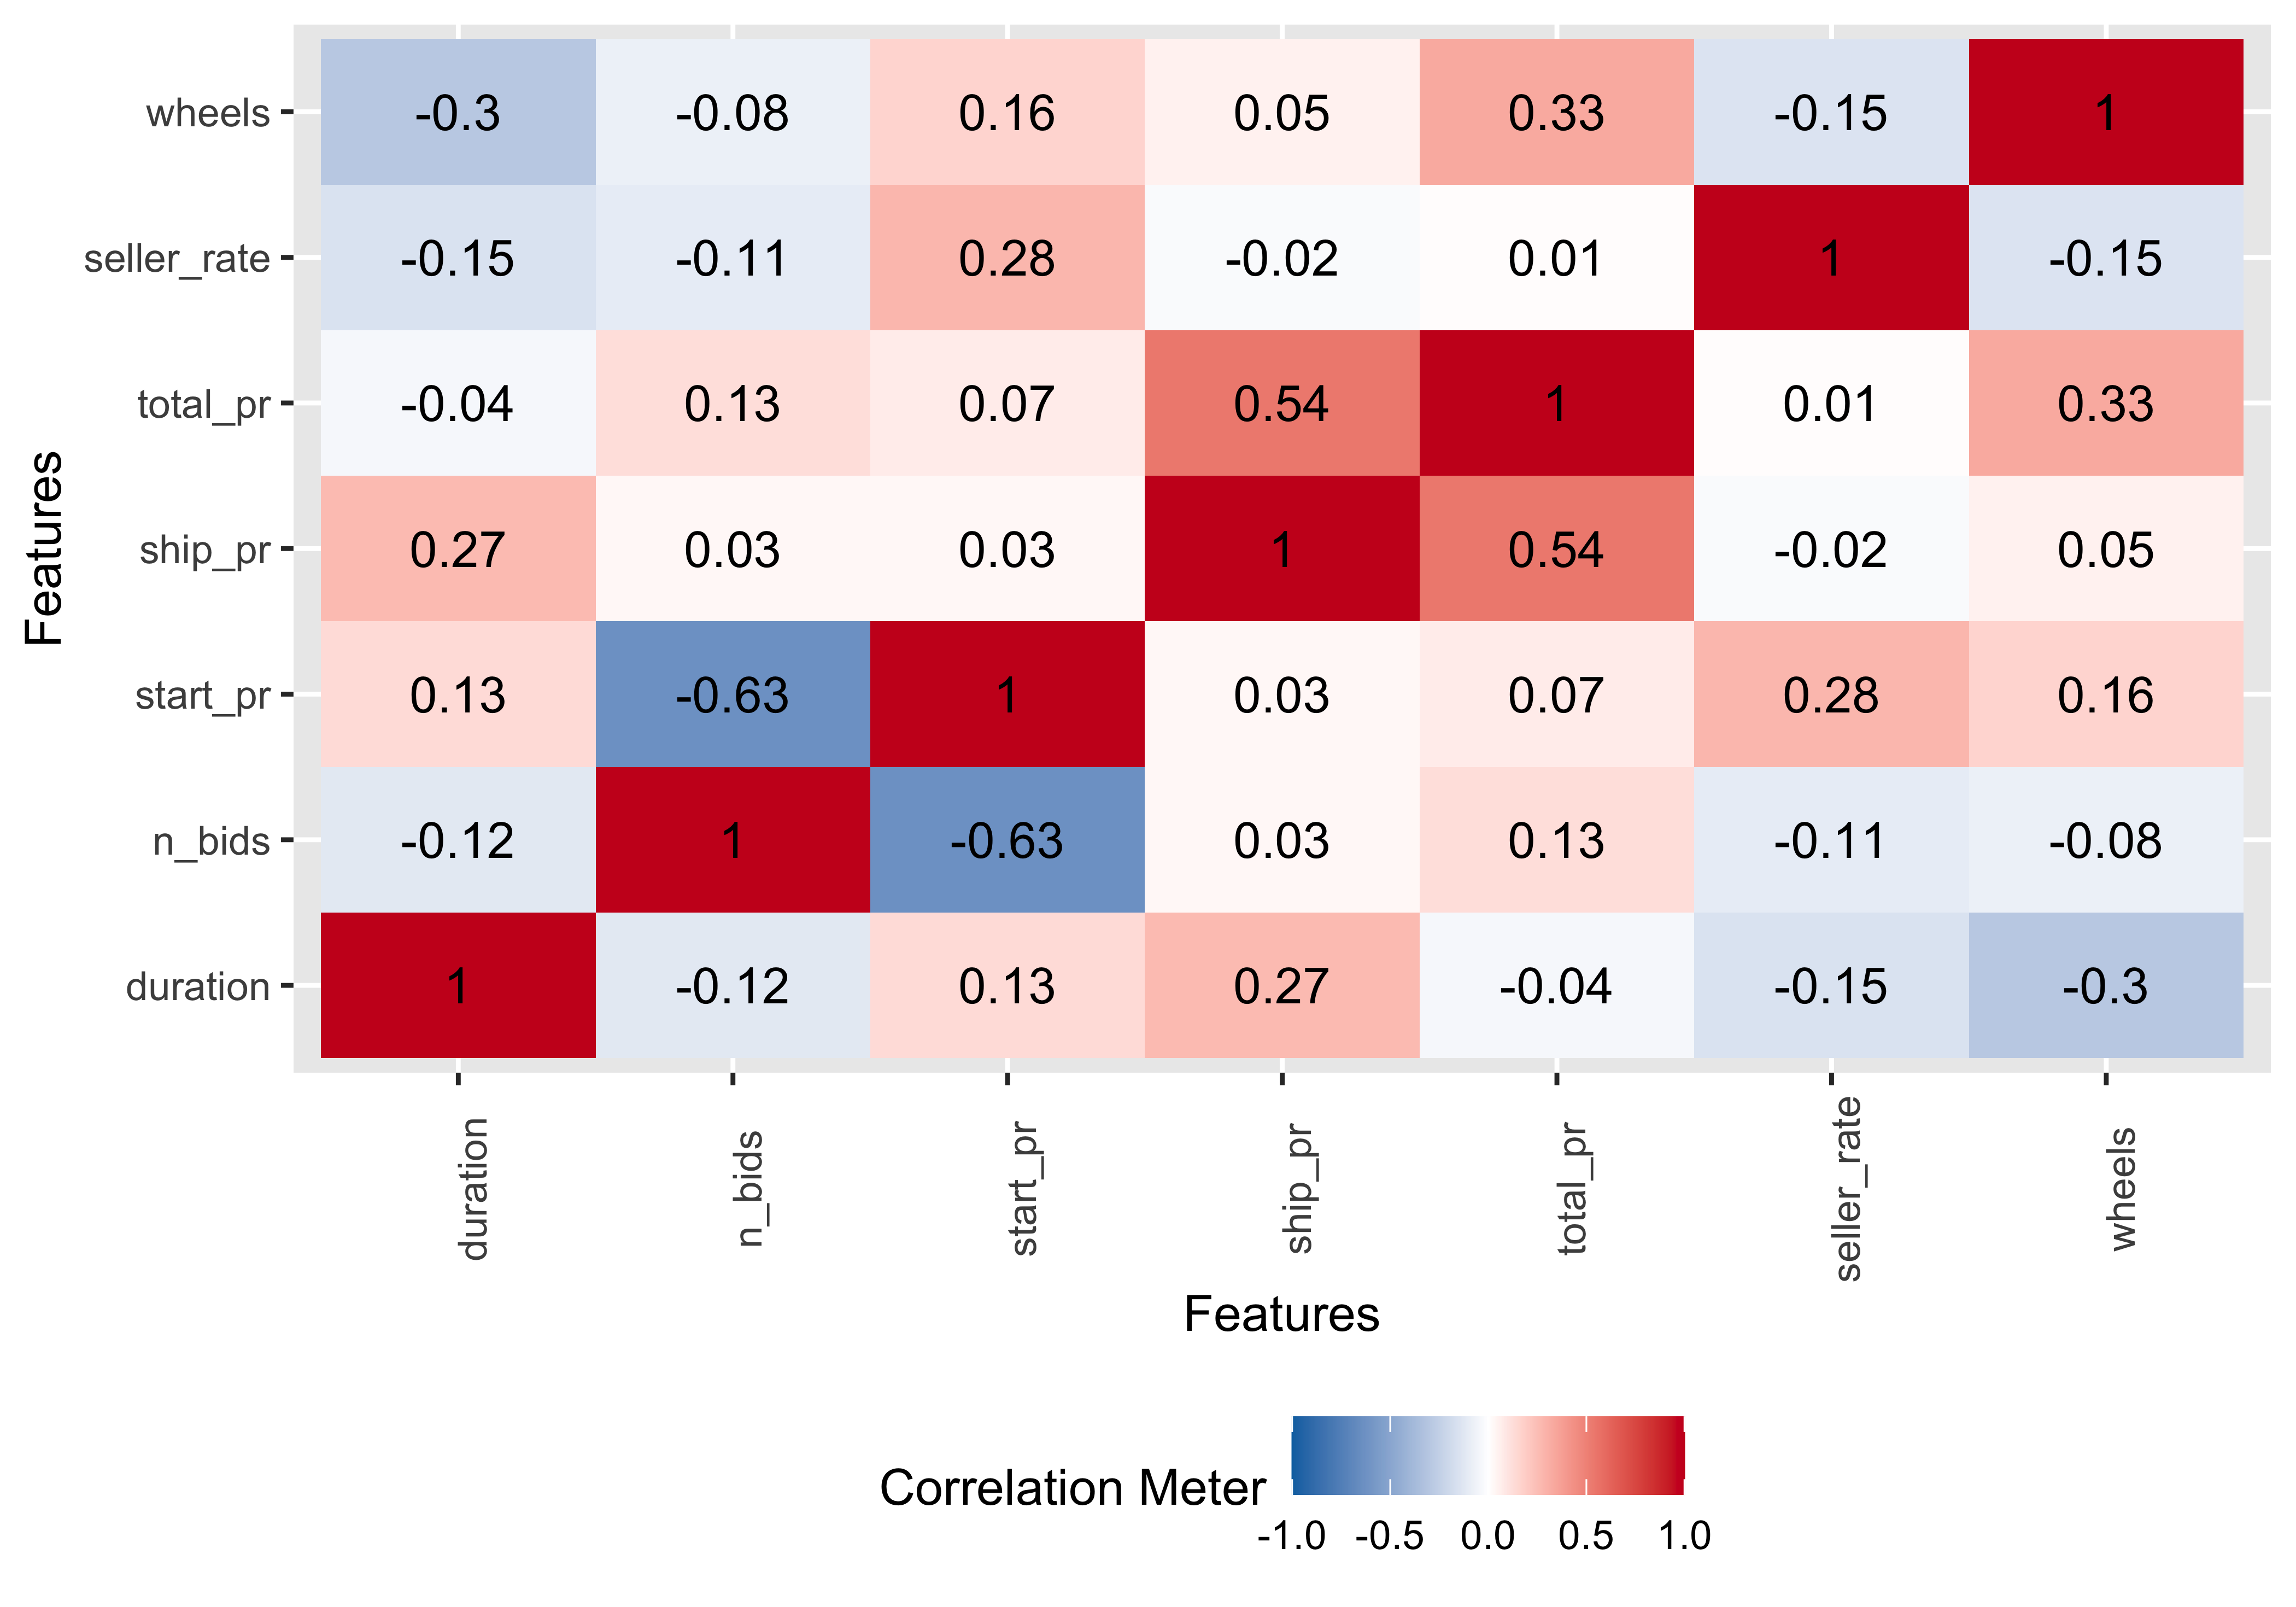 wheels -0.3 -0.08 0.16 0.05 0.33 -0.15 1
seller_rate -0.15 -0.11 0.28 -0.02 0.01 1 -0.15
total_pr -0.04 0.13 0.07 0.54 1 0.01 0.33
ship_pr 0.27 0.03 0.03 1 0.54 -0.02 0.05
start_pr 0.13 -0.63 1 0.03 0.07 0.28 0.16
n_bids -0.12 1 -0.63 0.03 0.13 -0.11 -0.08
duration 1 -0.12 0.13 0.27 -0.04 -0.15 -0.3
Features
duration n_bids start_pr ship_pr total_pr seller_rate wheels
Features
Correlation Meter
-1.0 -0.5 0.0 0.5 1.0